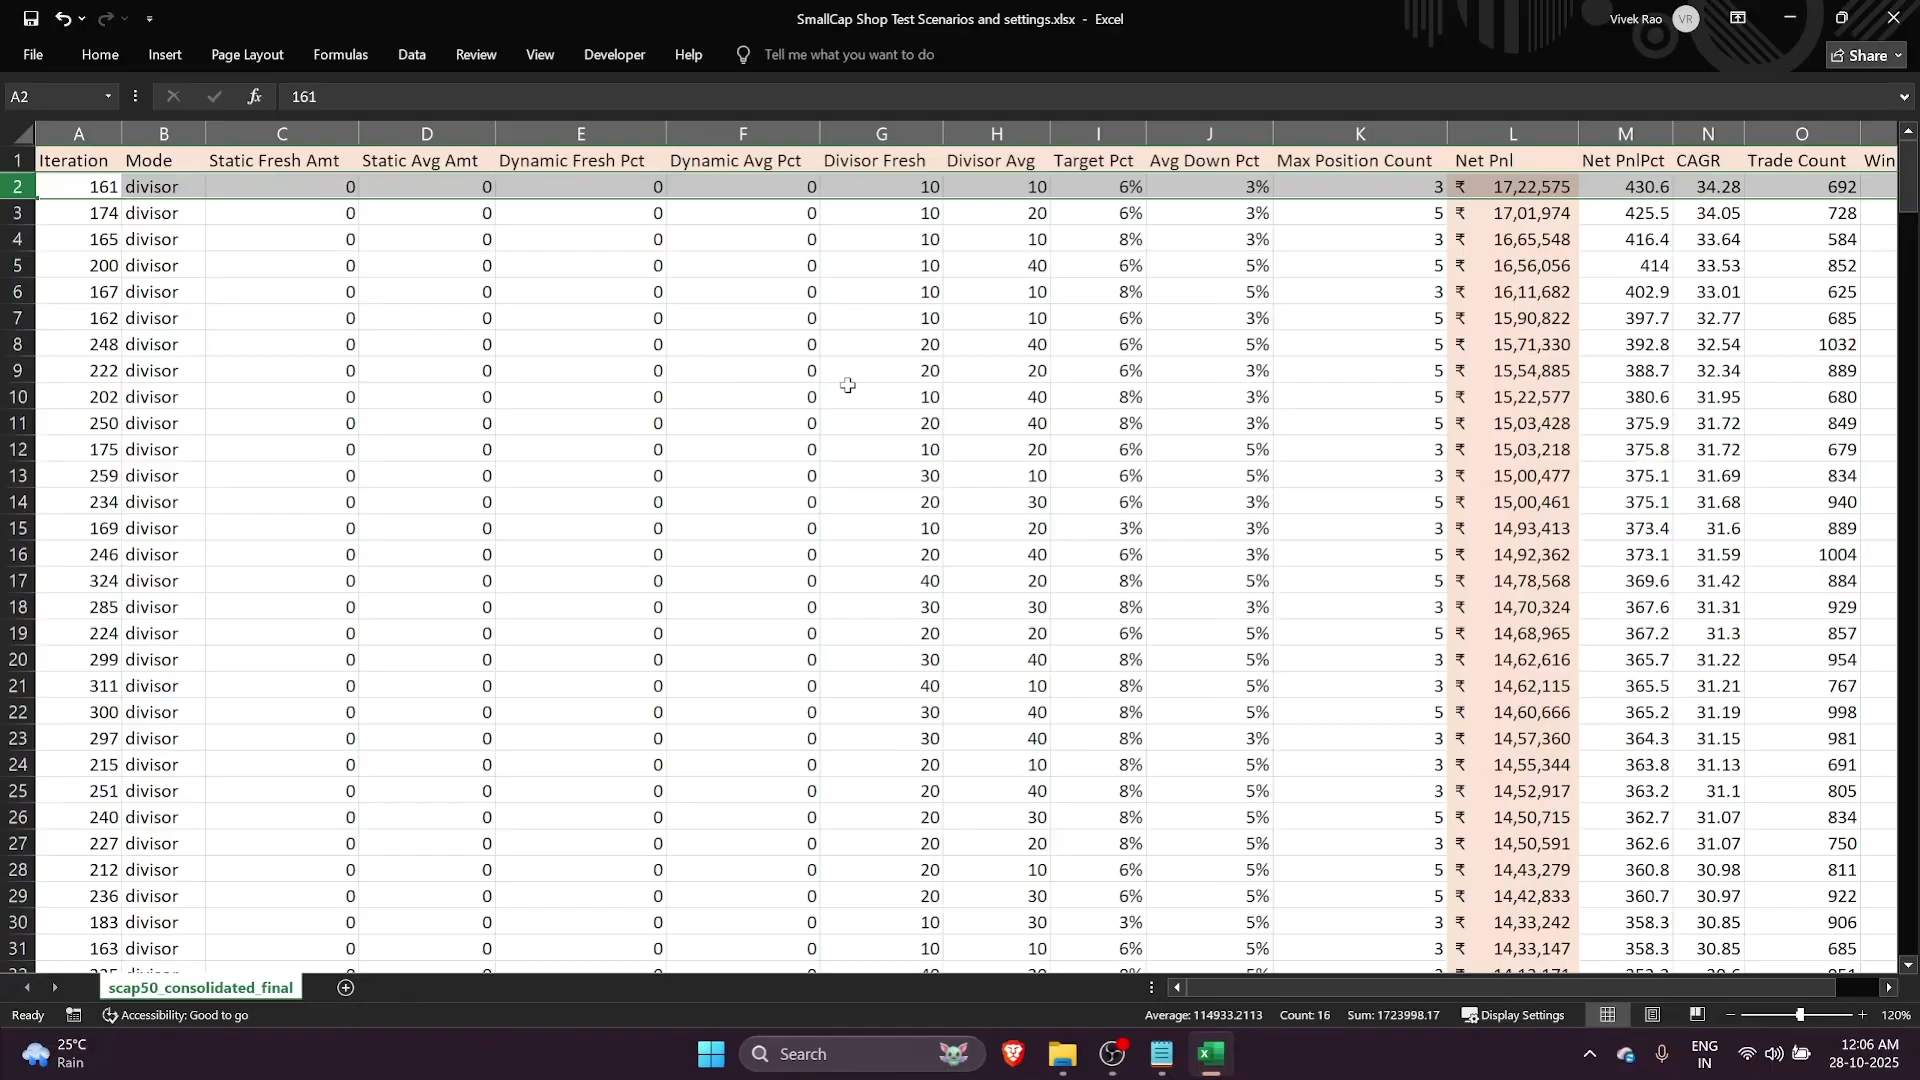 SmallCap Shop Test Scenarios and settings.xlsx - Excel
Vivek Rao VR
File Home Insert Page Layout Formulas Data Review View Developer Help Tell me what you want to do Share
A2 fx 161
A B C D E F G H I J K L M N O
1 Iteration Mode Static Fresh Amt Static Avg Amt Dynamic Fresh Pct Dynamic Avg Pct Divisor Fresh Divisor Avg Target Pct Avg Down Pct Max Position Count Net Pnl Net PnlPct CAGR Trade Count Win
2 161 divisor 0 0 0 0 10 10 6% 3% 3 ₹ 17,22,575 430.6 34.28 692
3 174 divisor 0 0 0 0 10 20 6% 3% 5 ₹ 17,01,974 425.5 34.05 728
4 165 divisor 0 0 0 0 10 10 8% 3% 3 ₹ 16,65,548 416.4 33.64 584
5 200 divisor 0 0 0 0 10 40 6% 5% 5 ₹ 16,56,056 414 33.53 852
6 167 divisor 0 0 0 0 10 10 8% 5% 3 ₹ 16,11,682 402.9 33.01 625
7 162 divisor 0 0 0 0 10 10 6% 3% 5 ₹ 15,90,822 397.7 32.77 685
8 248 divisor 0 0 0 0 20 40 6% 5% 5 ₹ 15,71,330 392.8 32.54 1032
9 222 divisor 0 0 0 0 20 20 6% 3% 5 ₹ 15,54,885 388.7 32.34 889
10 202 divisor 0 0 0 0 10 40 8% 3% 5 ₹ 15,22,577 380.6 31.95 680
11 250 divisor 0 0 0 0 20 40 8% 3% 5 ₹ 15,03,428 375.9 31.72 849
12 175 divisor 0 0 0 0 10 20 6% 5% 3 ₹ 15,03,218 375.8 31.72 679
13 259 divisor 0 0 0 0 30 10 6% 5% 3 ₹ 15,00,477 375.1 31.69 834
14 234 divisor 0 0 0 0 20 30 6% 3% 5 ₹ 15,00,461 375.1 31.68 940
15 169 divisor 0 0 0 0 10 20 3% 3% 3 ₹ 14,93,413 373.4 31.6 889
16 246 divisor 0 0 0 0 20 40 6% 3% 5 ₹ 14,92,362 373.1 31.59 1004
17 324 divisor 0 0 0 0 40 20 8% 5% 5 ₹ 14,78,568 369.6 31.42 884
18 285 divisor 0 0 0 0 30 30 8% 3% 3 ₹ 14,70,324 367.6 31.31 929
19 224 divisor 0 0 0 0 20 20 6% 5% 5 ₹ 14,68,965 367.2 31.3 857
20 299 divisor 0 0 0 0 30 40 8% 5% 3 ₹ 14,62,616 365.7 31.22 954
21 311 divisor 0 0 0 0 40 10 8% 5% 3 ₹ 14,62,115 365.5 31.21 767
22 300 divisor 0 0 0 0 30 40 8% 5% 5 ₹ 14,60,666 365.2 31.19 998
23 297 divisor 0 0 0 0 30 40 8% 3% 3 ₹ 14,57,360 364.3 31.15 981
24 215 divisor 0 0 0 0 20 10 8% 5% 3 ₹ 14,55,344 363.8 31.13 691
25 251 divisor 0 0 0 0 20 40 8% 5% 3 ₹ 14,52,917 363.2 31.1 805
26 240 divisor 0 0 0 0 20 30 8% 5% 5 ₹ 14,50,715 362.7 31.07 834
27 227 divisor 0 0 0 0 20 20 8% 5% 3 ₹ 14,50,591 362.6 31.07 750
28 212 divisor 0 0 0 0 20 10 6% 5% 5 ₹ 14,43,279 360.8 30.98 811
29 236 divisor 0 0 0 0 20 30 6% 5% 5 ₹ 14,42,833 360.7 30.97 922
30 183 divisor 0 0 0 0 10 30 3% 5% 3 ₹ 14,33,242 358.3 30.85 906
31 163 divisor 0 0 0 0 10 10 6% 5% 3 ₹ 14,33,147 358.3 30.85 685
scap50_consolidated_final
Ready Accessibility: Good to go Average: 114933.2113 Count: 16 Sum: 1723998.17 Display Settings 120%
25°C
Rain
Search
ENG
IN
12:06 AM
28-10-2025